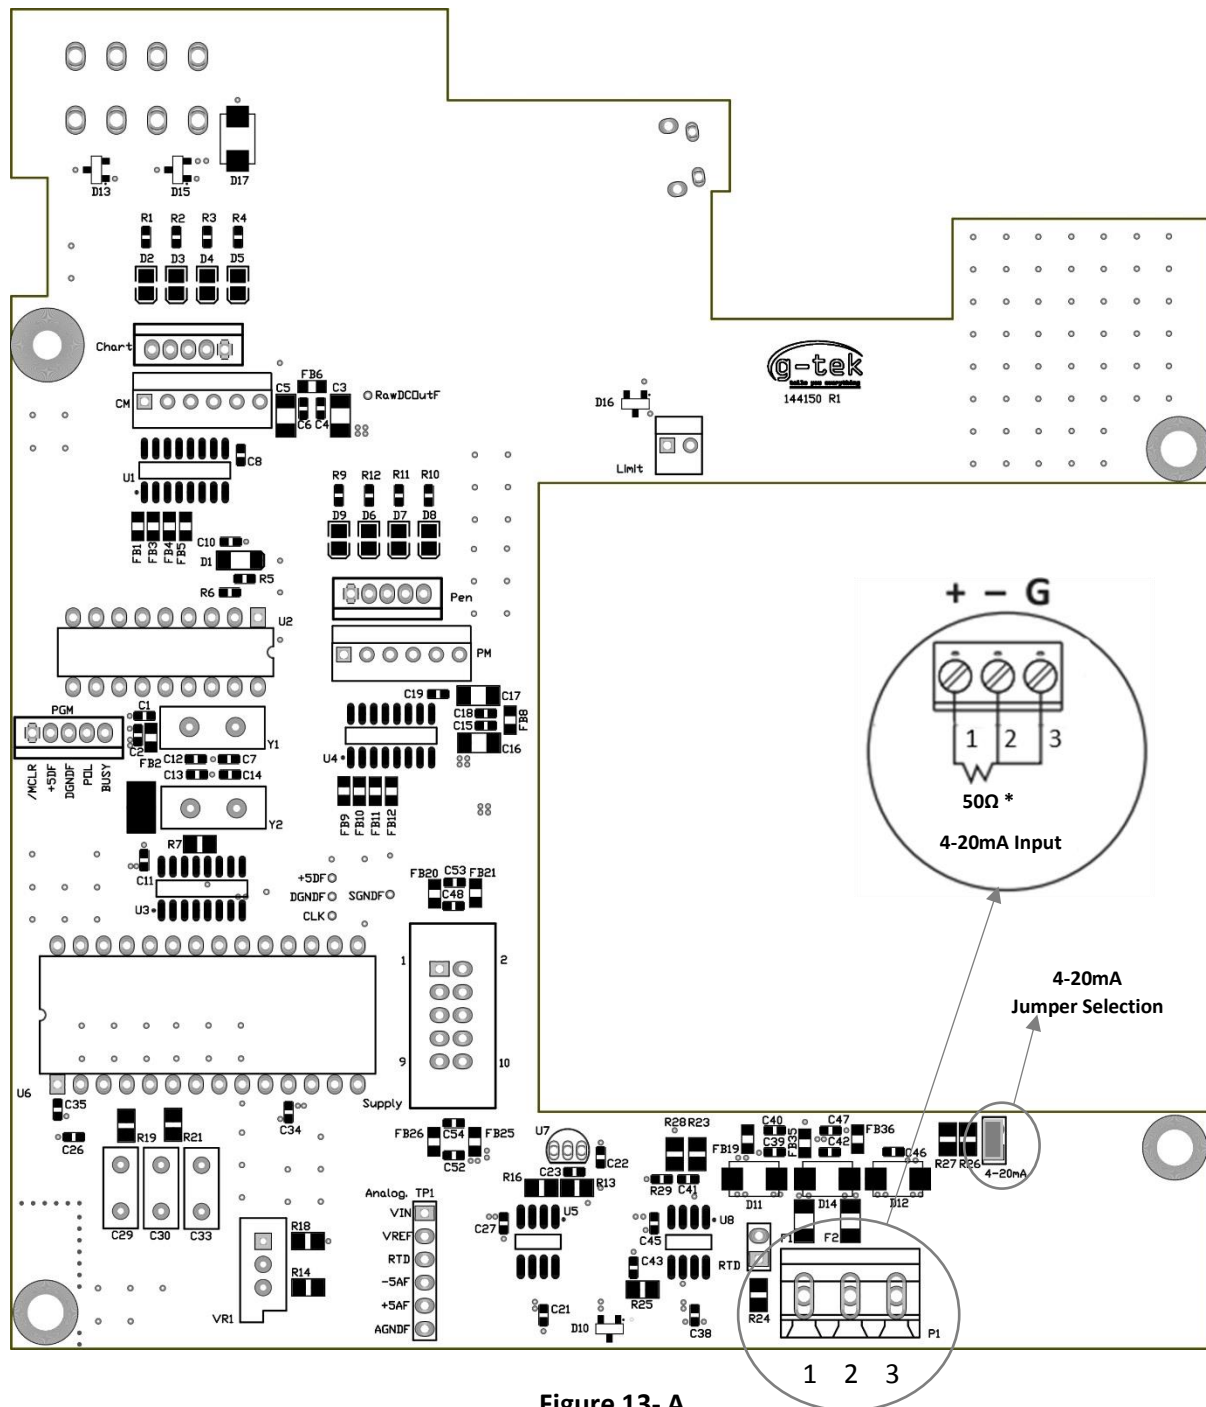 D13
D15
D17
R1 R2 R3 R4
D2 D3 D4 D5
Chart
CM
C5
FB6
C3
C6
C4
RawDCOutF
g-tek
tells you everything
144150 R1
D16
Limit
U1
C8
R9 R12 R11 R10
D9 D6 D7 D8
FB1
FB3
FB4
FB5
C10
D1
R5
R6
Pen
U2
PM
+ – G
1 2 3
50Ω *
4-20mA Input
C19
C17
C18
C15
FB8
C16
PGM
C1
C2
FB2
Y1
C12
C7
C13
C14
/MCLR
+5DF
DGNDF
POL
BUSY
U4
FB9
FB10
FB11
FB12
Y2
R7
C11
U3
+5DF
DGNDF
CLK
SGNDF
FB20
C53
FB21
C48
1 2
9 10
Supply
4-20mA
Jumper Selection
U6
C35
C26
R19
R21
C34
FB26
C54
FB25
C52
U7
C22
C23
R16
R13
R28 R23
C40
C39
FB19
FB35
C47
C42
FB36
C46
R27 R26
4-20mA
R29
C41
D11
D14
D12
C29
C30
C33
Analog. TP1
VIN
VREF
RTD
-5AF
+5AF
AGNDF
C27
U5
C45
U8
F1
F2
R18
R14
VR1
C43
RTD
R25
R24
C21
D10
C38
P1
1 2 3
Figure 13- A